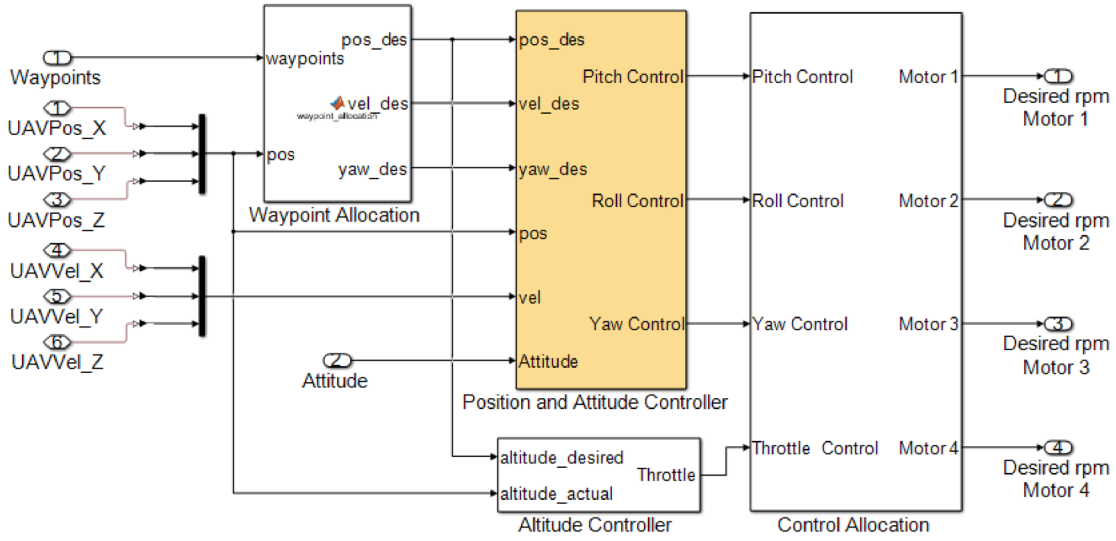 1
Waypoints
1
UAVPos_X
2
UAVPos_Y
3
UAVPos_Z
4
UAVVel_X
5
UAVVel_Y
6
UAVVel_Z
waypoints
pos
pos_des
vel_des
waypoint_allocation
yaw_des
Waypoint Allocation
2
Attitude
pos_des
vel_des
yaw_des
pos
vel
Attitude
Pitch Control
Roll Control
Yaw Control
Position and Attitude Controller
altitude_desired
altitude_actual
Throttle
Altitude Controller
Pitch Control
Roll Control
Yaw Control
Throttle Control
Motor 1
Motor 2
Motor 3
Motor 4
Control Allocation
1
Desired rpm
Motor 1
2
Desired rpm
Motor 2
3
Desired rpm
Motor 3
4
Desired rpm
Motor 4